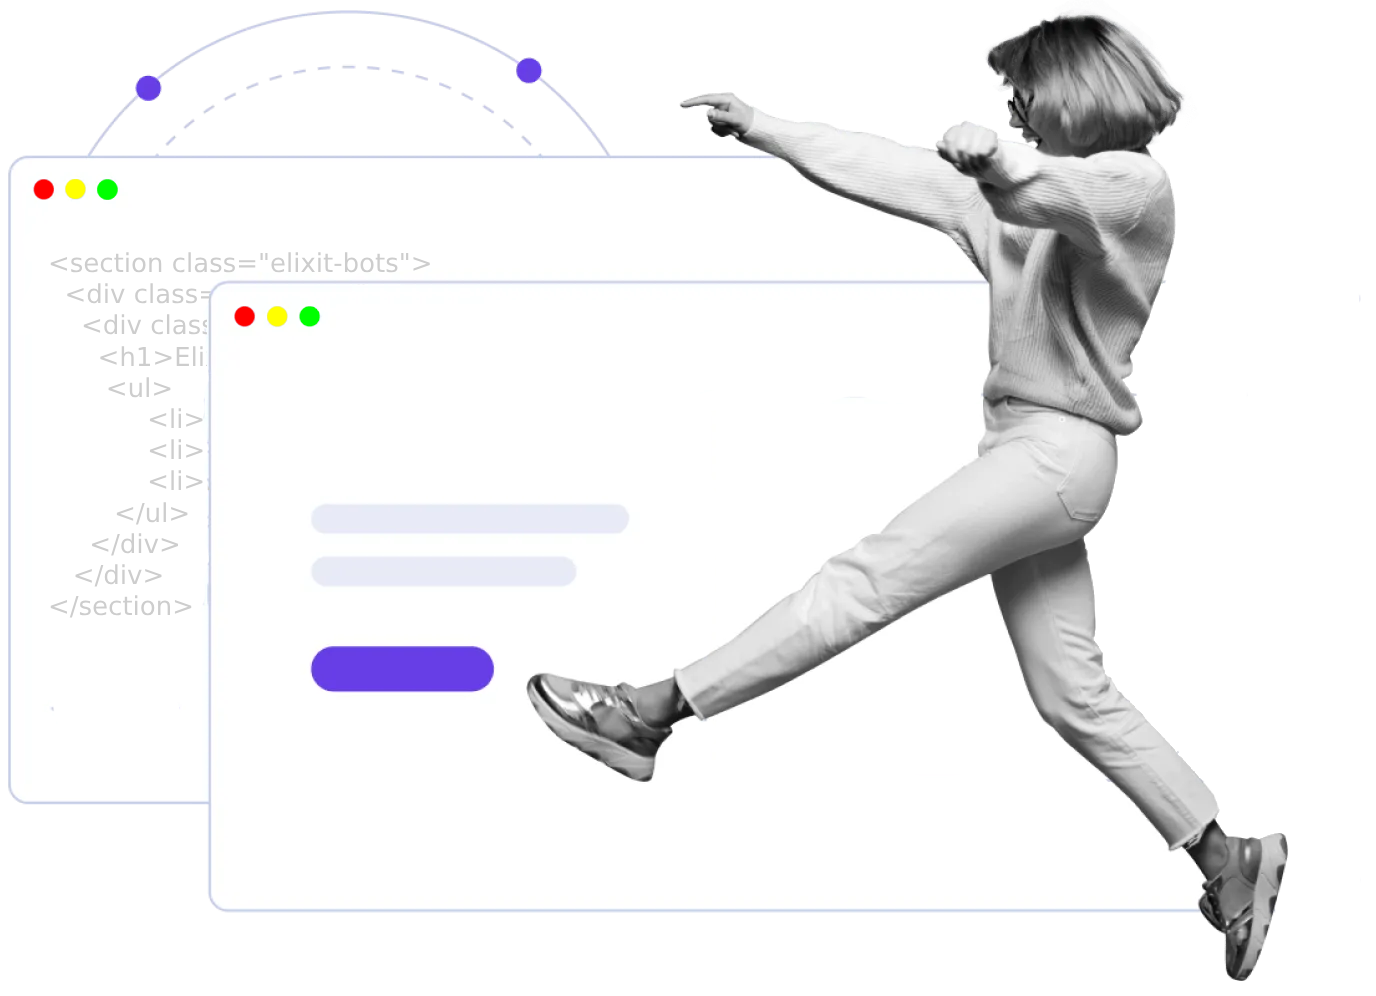 <section class="elixit-bots">
<div class=
<div class
<h1>Eli
<ul>
<li>
<li>
<li>
</ul>
</div>
</div>
</section>